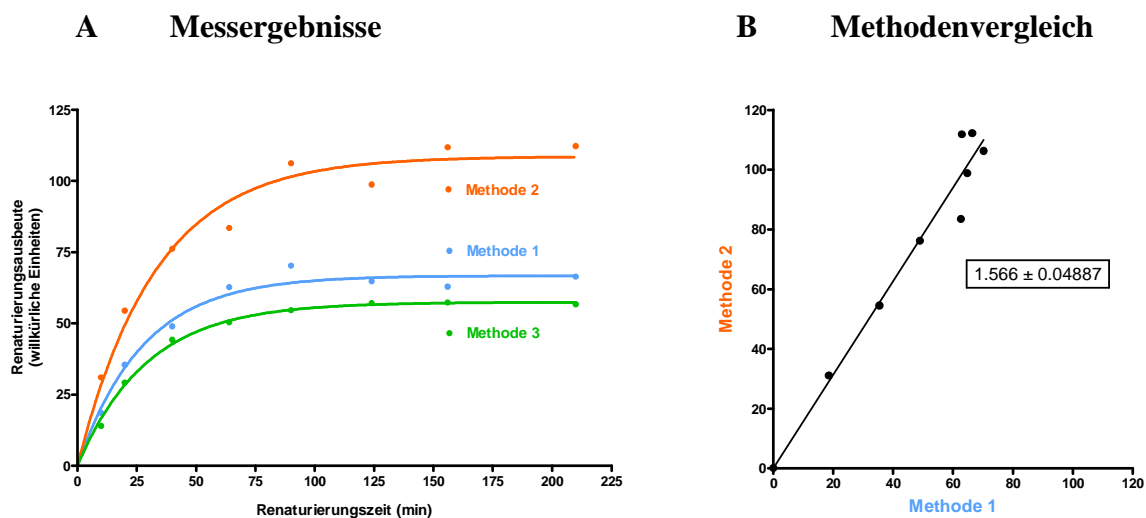 A Messergebnisse
125
100
75
50
25
0
Renaturierungsausbeute
(willkürliche Einheiten)
Methode 2
Methode 1
Methode 3
0 25 50 75 100 125 150 175 200 225
Renaturierungszeit (min)
B Methodenvergleich
120
100
80
60
40
20
0
Methode 2
1.566 ± 0.04887
0 20 40 60 80 100 120
Methode 1